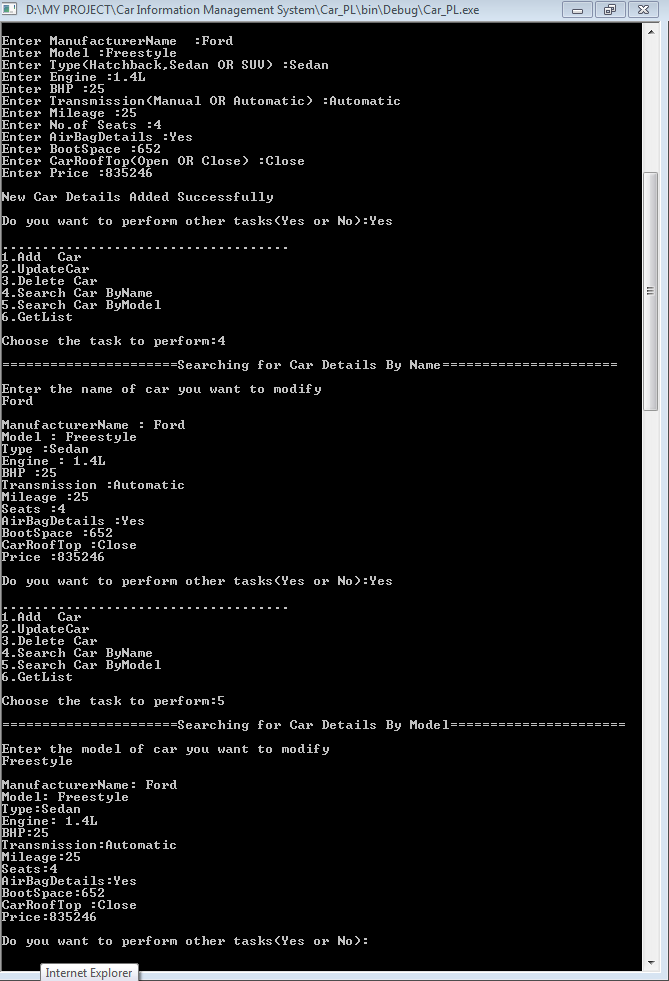 D:\MY PROJECT\Car Information Management System\Car_PL\bin\Debug\Car_PL.exe
Enter ManufacturerName  :Ford
Enter Model :Freestyle
Enter Type(Hatchback,Sedan OR SUV) :Sedan
Enter Engine :1.4L
Enter BHP :25
Enter Transmission(Manual OR Automatic) :Automatic
Enter Mileage :25
Enter No.of Seats :4
Enter AirBagDetails :Yes
Enter BootSpace :652
Enter CarRoofTop(Open OR Close) :Close
Enter Price :835246
New Car Details Added Successfully
Do you want to perform other tasks(Yes or No):Yes
....................................
1.Add  Car
2.UpdateCar
3.Delete Car
4.Search Car ByName
5.Search Car ByModel
6.GetList
Choose the task to perform:4
======================Searching for Car Details By Name======================
Enter the name of car you want to modify
Ford
ManufacturerName : Ford
Model : Freestyle
Type :Sedan
Engine : 1.4L
BHP :25
Transmission :Automatic
Mileage :25
Seats :4
AirBagDetails :Yes
BootSpace :652
CarRoofTop :Close
Price :835246
Do you want to perform other tasks(Yes or No):Yes
....................................
1.Add  Car
2.UpdateCar
3.Delete Car
4.Search Car ByName
5.Search Car ByModel
6.GetList
Choose the task to perform:5
======================Searching for Car Details By Model======================
Enter the model of car you want to modify
Freestyle
ManufacturerName: Ford
Model: Freestyle
Type:Sedan
Engine: 1.4L
BHP:25
Transmission:Automatic
Mileage:25
Seats:4
AirBagDetails:Yes
BootSpace:652
CarRoofTop :Close
Price:835246
Do you want to perform other tasks(Yes or No):
Internet Explorer